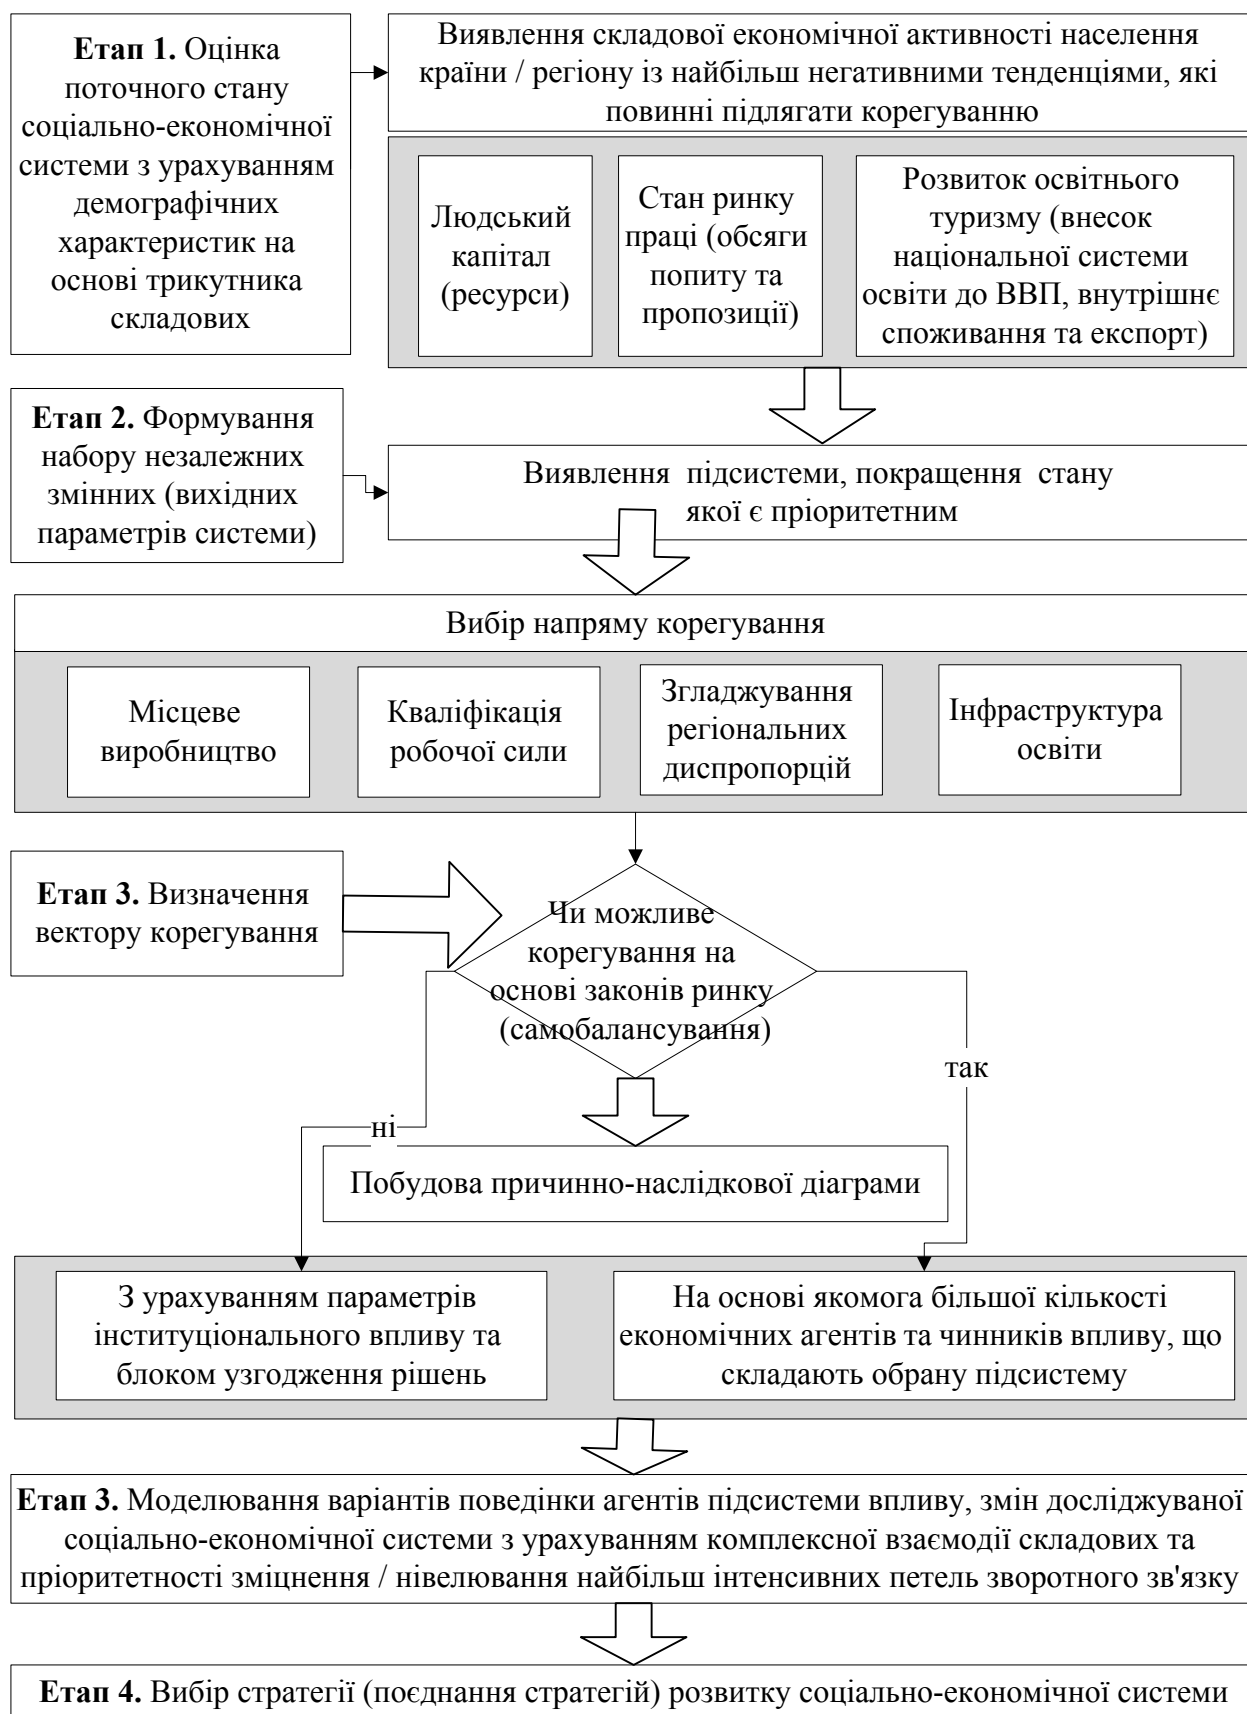 Етап 1. Оцінка
поточного стану
соціально-економічної
системи з урахуванням
демографічних
характеристик на
основі трикутника
складових
Виявлення складової економічної активності населення
країни / регіону із найбільш негативними тенденціями, які
повинні підлягати корегуванню
Людський
капітал
(ресурси)
Стан ринку
праці (обсяги
попиту та
пропозиції)
Розвиток освітнього
туризму (внесок
національної системи
освіти до ВВП, внутрішнє
споживання та експорт)
Етап 2. Формування
набору незалежних
змінних (вихідних
параметрів системи)
Виявлення підсистеми, покращення стану
якої є пріоритетним
Вибір напряму корегування
Місцеве
виробництво
Кваліфікація
робочої сили
Згладжування
регіональних
диспропорцій
Інфраструктура
освіти
Етап 3. Визначення
вектору корегування
Чи можливе
корегування на
основі законів ринку
(самобалансування)
так
ні
Побудова причинно-наслідкової діаграми
З урахуванням параметрів
інституціонального впливу та
блоком узгодження рішень
На основі якомога більшої кількості
економічних агентів та чинників впливу, що
складають обрану підсистему
Етап 3. Моделювання варіантів поведінки агентів підсистеми впливу, змін досліджуваної
соціально-економічної системи з урахуванням комплексної взаємодії складових та
пріоритетності зміцнення / нівелювання найбільш інтенсивних петель зворотного зв'язку
Етап 4. Вибір стратегії (поєднання стратегій) розвитку соціально-економічної системи